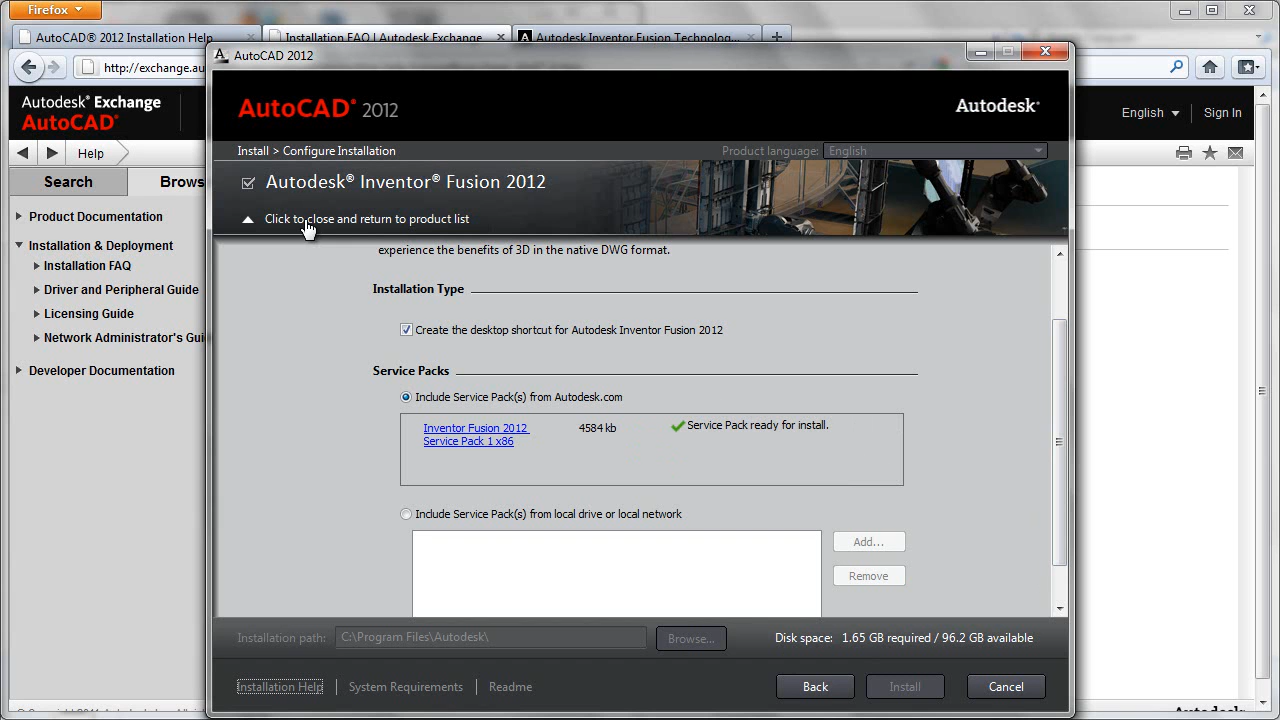 Firefox
AutoCAD® 2012 Installation Help
Installation FAQ | Autodesk Exchange
Autodesk Inventor Fusion Technolog...
http://exchange.au
AutoCAD 2012
Autodesk® Exchange
AutoCAD®
English
Sign In
Help
Search
Brows
Product Documentation
Installation & Deployment
Installation FAQ
Driver and Peripheral Guide
Licensing Guide
Network Administrator's Gui
Developer Documentation
AutoCAD® 2012
Autodesk®
Install > Configure Installation
Product language: English
Autodesk® Inventor® Fusion 2012
Click to close and return to product list
experience the benefits of 3D in the native DWG format.
Installation Type
Create the desktop shortcut for Autodesk Inventor Fusion 2012
Service Packs
Include Service Pack(s) from Autodesk.com
Inventor Fusion 2012 4584 kb Service Pack ready for install.
Service Pack 1 x86
Include Service Pack(s) from local drive or local network
Add...
Remove
Installation path: C:\Program Files\Autodesk\ Browse... Disk space: 1.65 GB required / 96.2 GB available
Installation Help System Requirements Readme Back Install Cancel